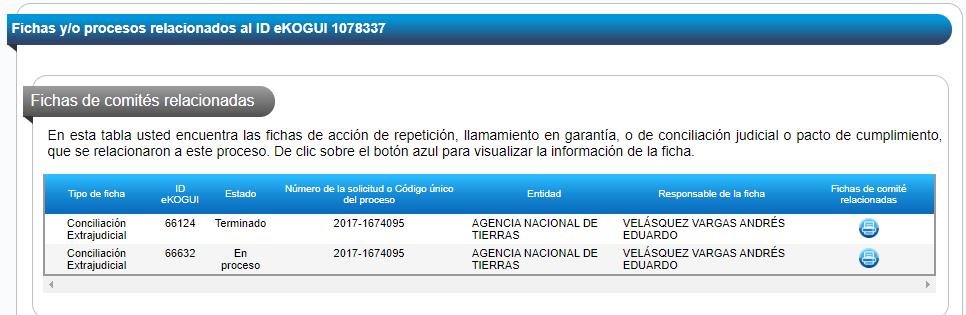 Fichas y/o procesos relacionados al ID eKOGUI 1078337
Fichas de comités relacionadas
En esta tabla usted encuentra las fichas de acción de repetición, llamamiento en garantía, o de conciliación judicial o pacto de cumplimiento,
que se relacionaron a este proceso. De clic sobre el botón azul para visualizar la información de la ficha.
Tipo de ficha ID eKOGUI Estado Número de la solicitud o Código único del proceso Entidad Responsable de la ficha Fichas de comité relacionadas
Conciliación Extrajudicial 66124 Terminado 2017-1674095 AGENCIA NACIONAL DE TIERRAS VELÁSQUEZ VARGAS ANDRÉS EDUARDO
Conciliación Extrajudicial 66632 En proceso 2017-1674095 AGENCIA NACIONAL DE TIERRAS VELÁSQUEZ VARGAS ANDRÉS EDUARDO